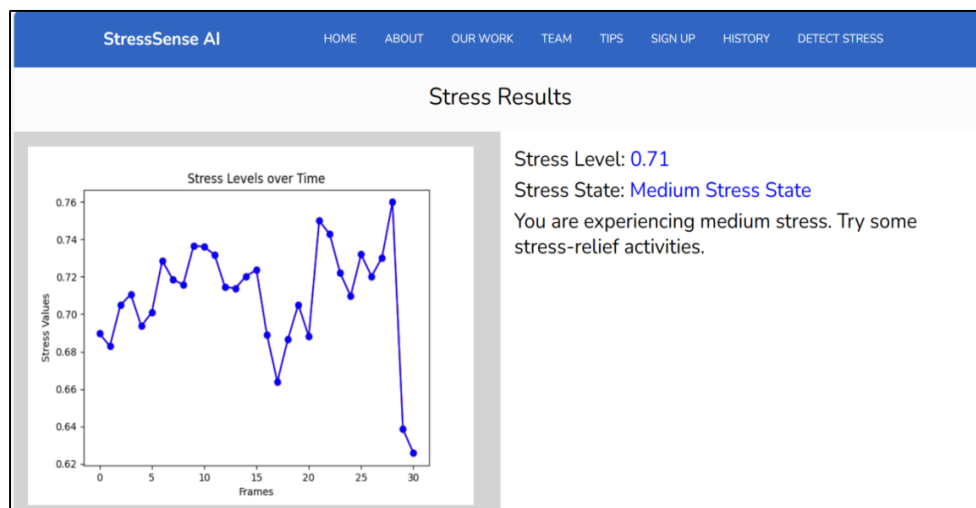 StressSense AI
HOME ABOUT OUR WORK TEAM TIPS SIGN UP HISTORY DETECT STRESS
Stress Results
Stress Levels over Time
0.76
0.74
0.72
0.70
0.68
0.66
0.64
0.62
Stress Values
0 5 10 15 20 25 30
Frames
Stress Level: 0.71
Stress State: Medium Stress State
You are experiencing medium stress. Try some
stress-relief activities.